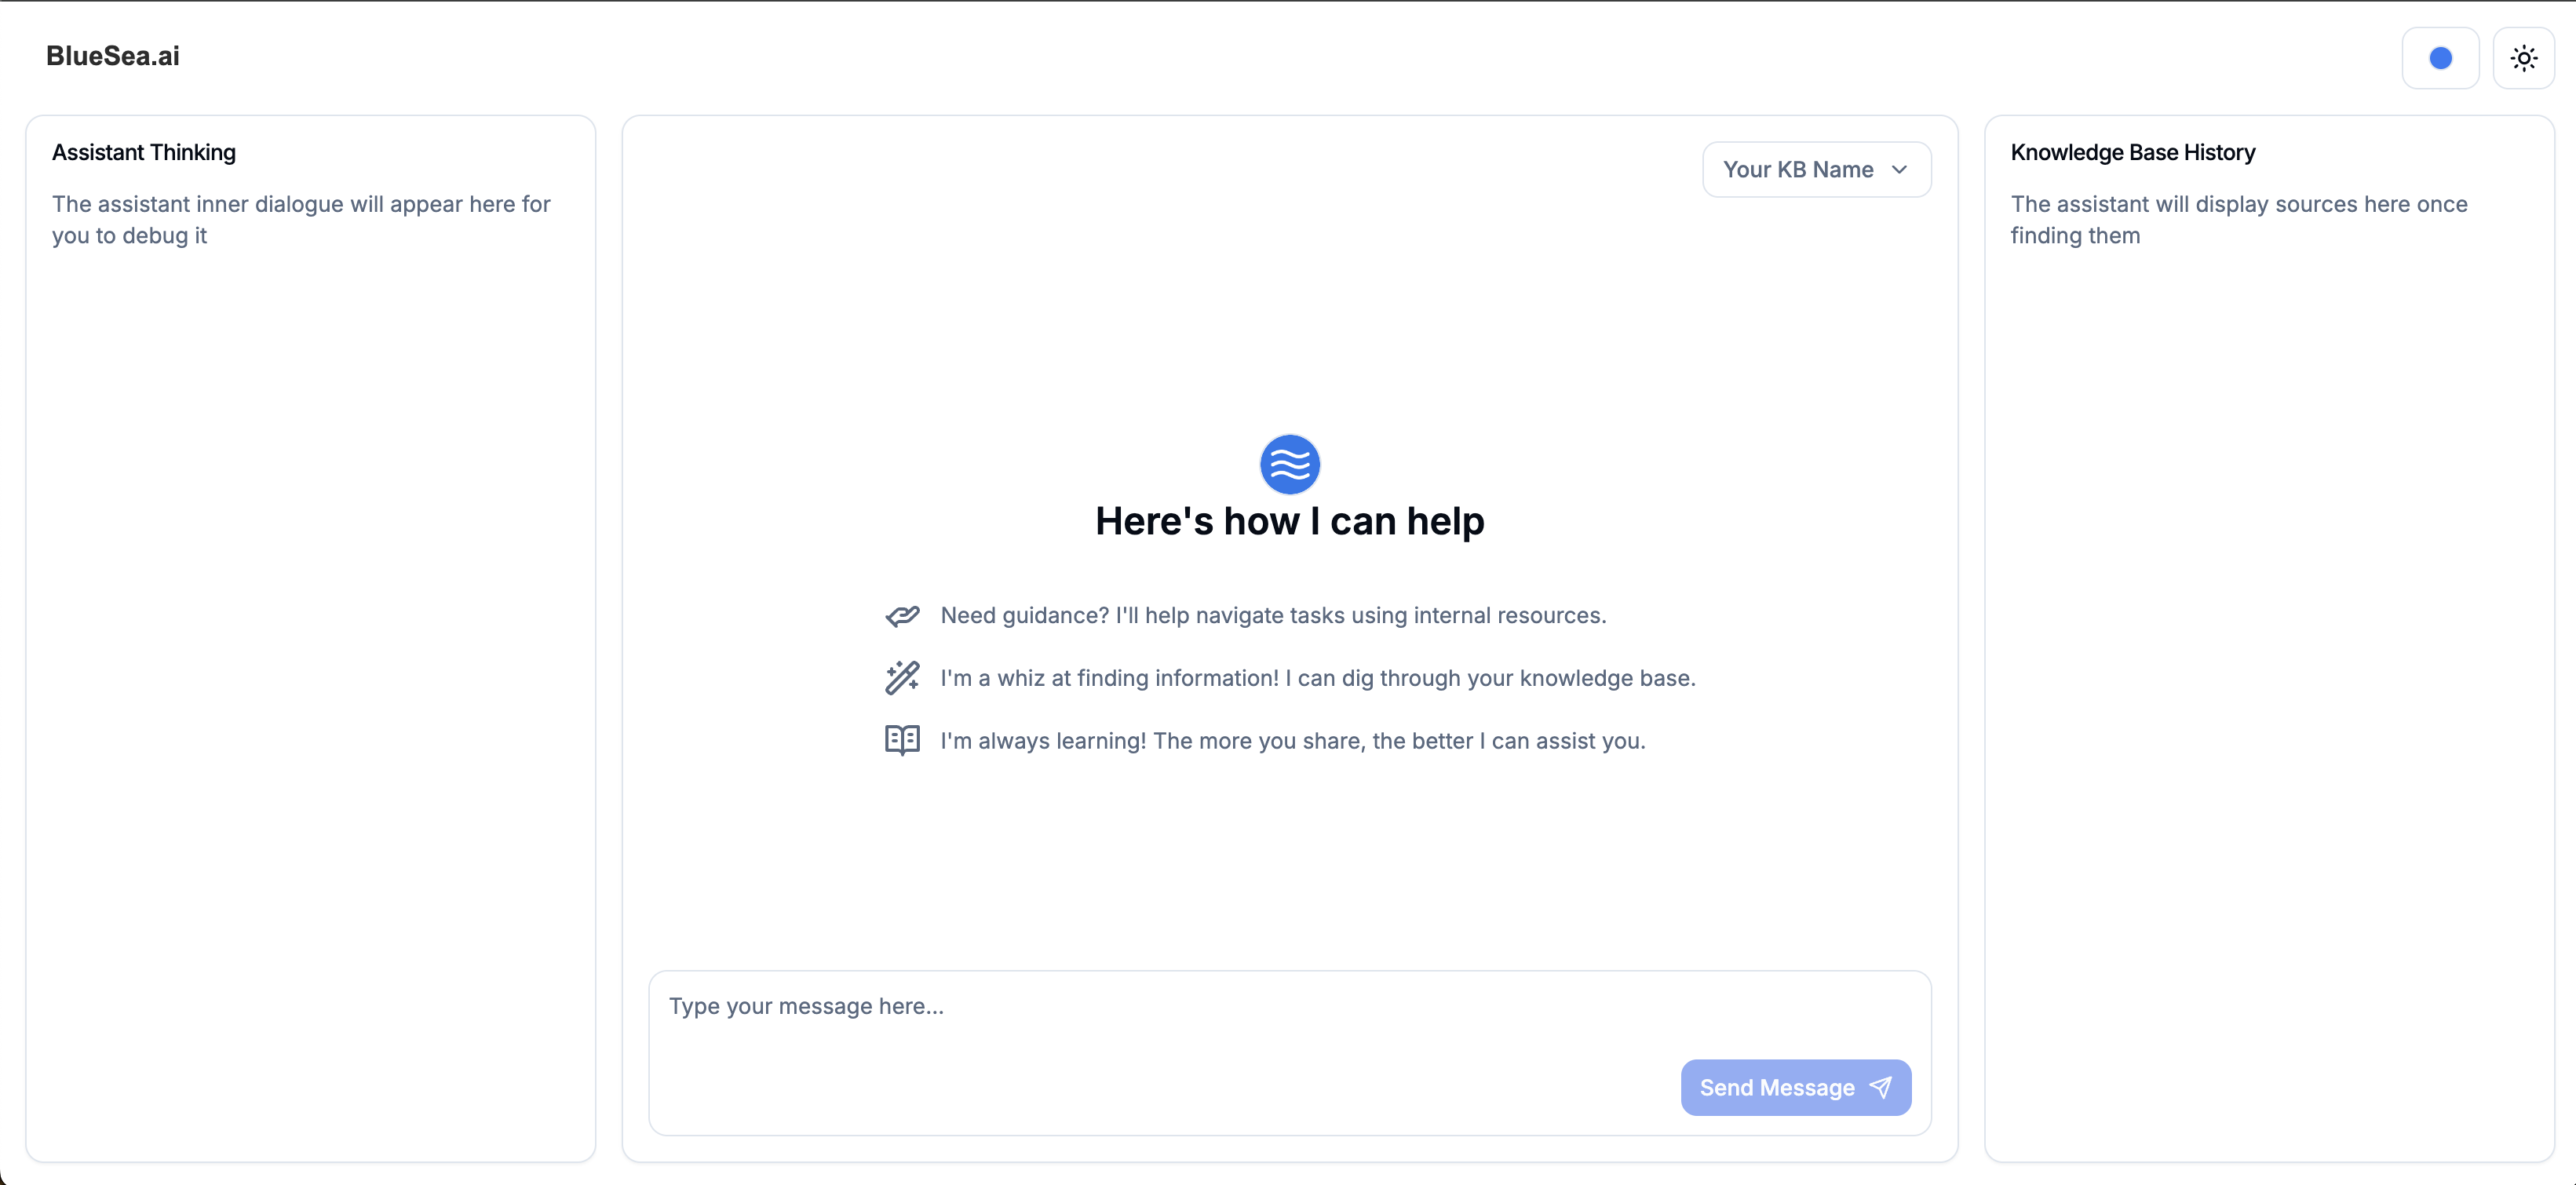 BlueSea.ai
Assistant Thinking
The assistant inner dialogue will appear here for
you to debug it
Your KB Name
Here's how I can help
Need guidance? I'll help navigate tasks using internal resources.
I'm a whiz at finding information! I can dig through your knowledge base.
I'm always learning! The more you share, the better I can assist you.
Type your message here...
Send Message
Knowledge Base History
The assistant will display sources here once
finding them